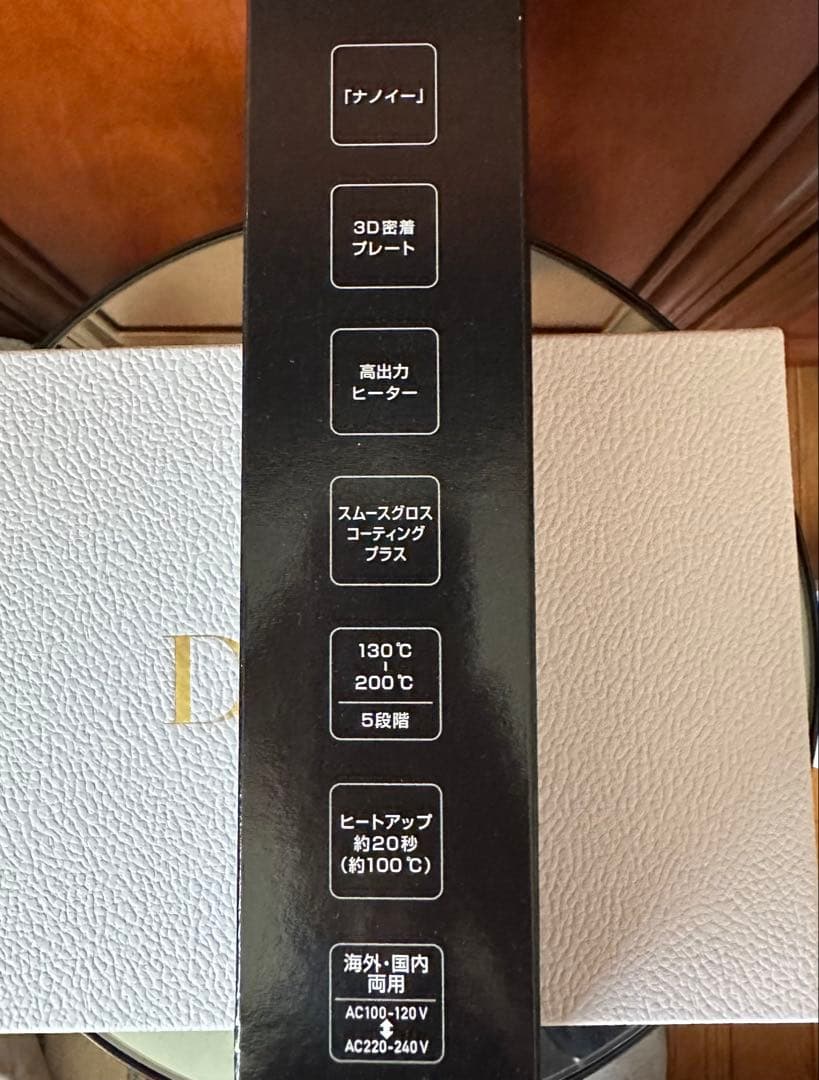 「ナノイー」
3D密着
プレート
高出力
ヒーター
スムースグロス
コーティング
プラス
D
130℃
~
200℃
5段階
ヒートアップ
約20秒
(約100℃)
海外・国内
両用
AC100-120V
AC220-240V